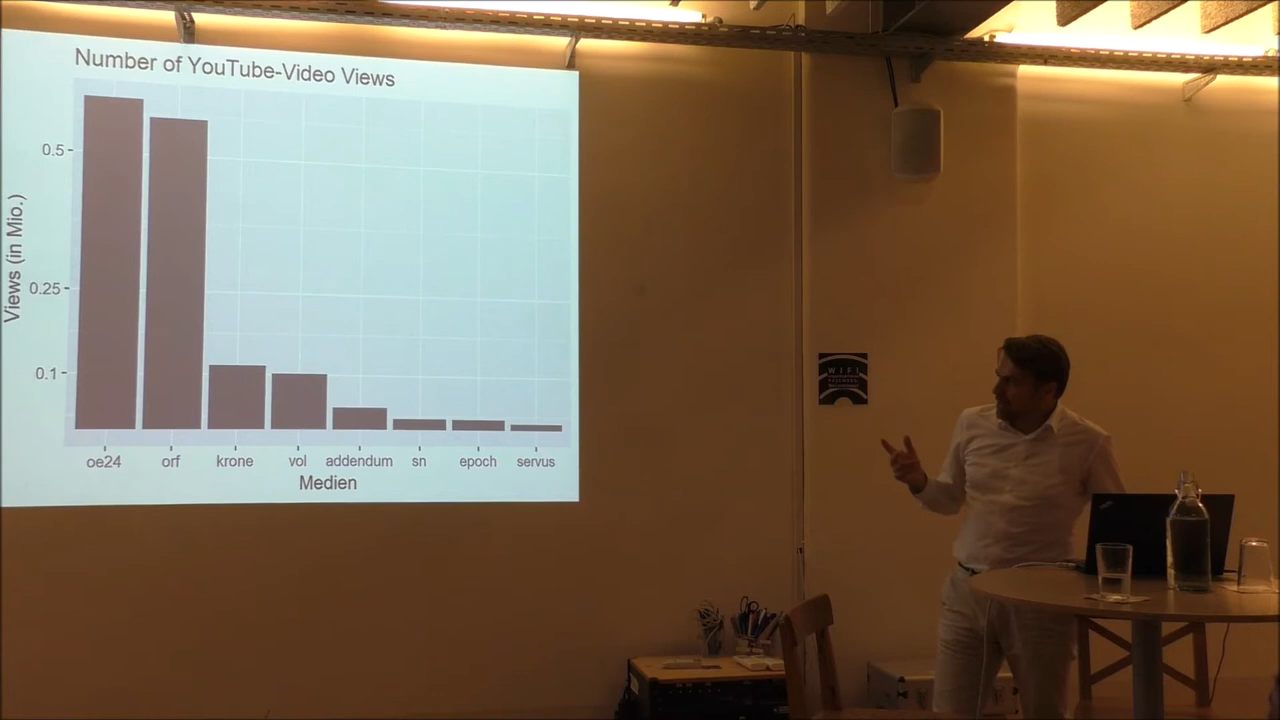 Number of YouTube-Video Views
Views (in Mio.)
0.5
0.25
0.1
oe24 orf krone vol addendum sn epoch servus
Medien
WIFI